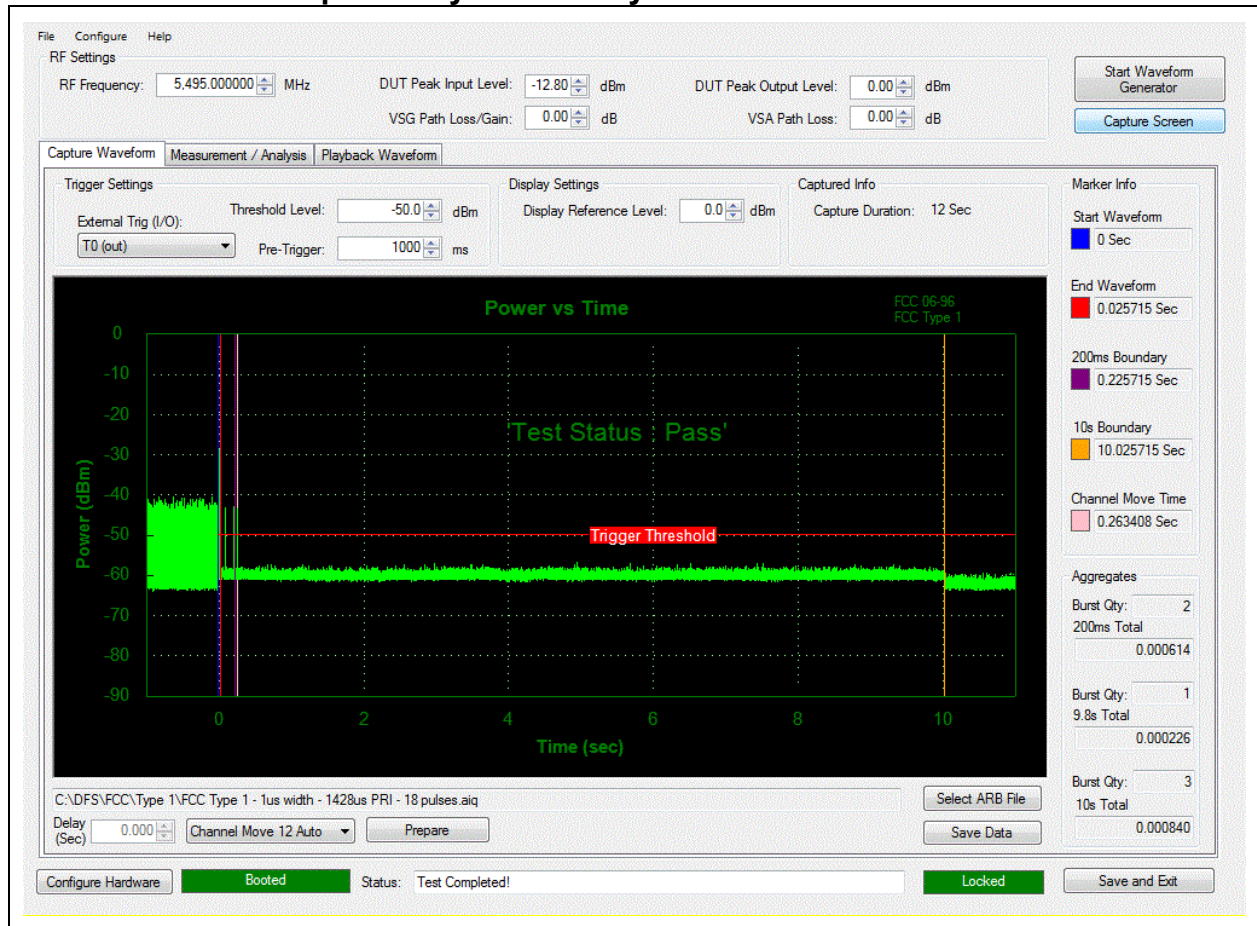 File Configure Help
RF Settings
RF Frequency: 5,495.000000 MHz DUT Peak Input Level: -12.80 dBm DUT Peak Output Level: 0.00 dBm
VSG Path Loss/Gain: 0.00 dB VSA Path Loss: 0.00 dB
Start Waveform
Generator
Capture Screen
Capture Waveform Measurement / Analysis Playback Waveform
Trigger Settings
External Trig (I/O):
T0 (out)
Threshold Level: -50.0 dBm
Pre-Trigger: 1000 ms
Display Settings
Display Reference Level: 0.0 dBm
Captured Info
Capture Duration: 12 Sec
Marker Info
Start Waveform
0 Sec
End Waveform
0.025715 Sec
200ms Boundary
0.225715 Sec
10s Boundary
10.025715 Sec
Channel Move Time
0.263408 Sec
Aggregates
Burst Qty: 2
200ms Total
0.000614
Burst Qty: 1
9.8s Total
0.000226
Burst Qty: 3
10s Total
0.000840
Power vs Time
FCC 06-96
FCC Type 1
0
-10
-20
-30
-40
-50
-60
-70
-80
-90
Power (dBm)
'Test Status : Pass'
Trigger Threshold
0 2 4 6 8 10
Time (sec)
C:\DFS\FCC\Type 1\FCC Type 1 - 1us width - 1428us PRI - 18 pulses.aiq
Select ARB File
Delay
(Sec) 0.000 Channel Move 12 Auto Prepare
Save Data
Configure Hardware Booted Status: Test Completed! Locked Save and Exit